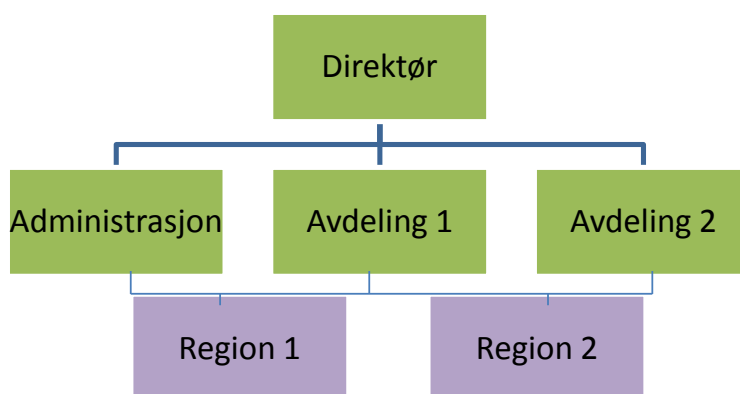 Direktør
Administrasjon
Avdeling 1
Avdeling 2
Region 1
Region 2